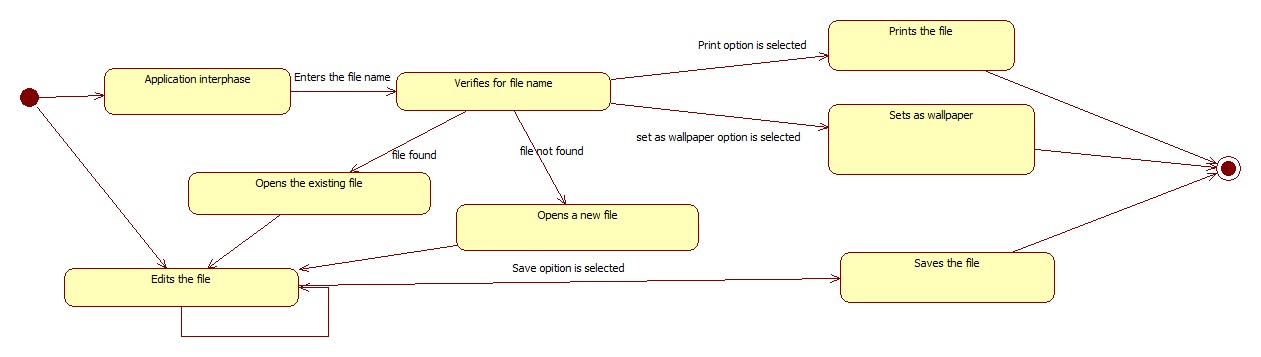 Prints the file
Print option is selected
Application interphase
Enters the file name
Verifies for file name
Sets as wallpaper
set as wallpaper option is selected
file found
file not found
Opens the existing file
Opens a new file
Saves the file
Save opition is selected
Edits the file